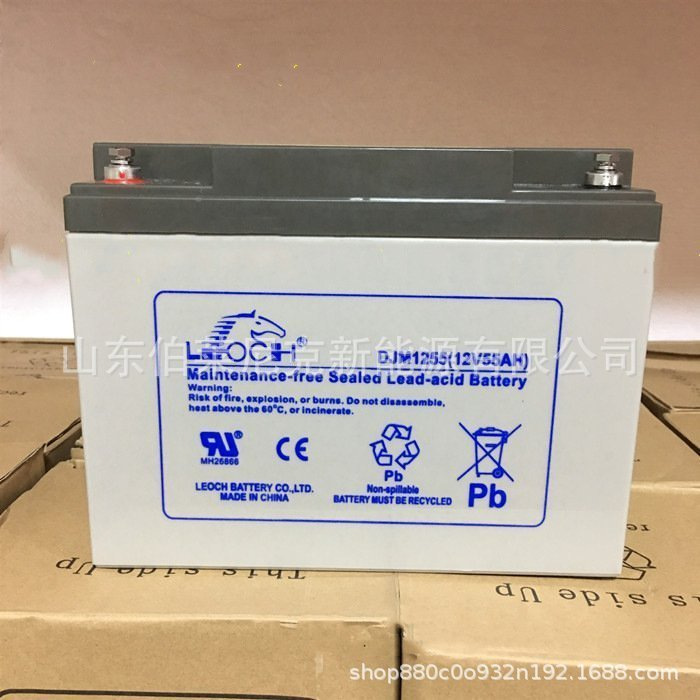 LEOCH®
DJM1255(12V55AH)
山东伯 克新能源有限公司
Maintenance-free Sealed Lead-acid Battery
Warning:
Risk of fire, explosion, or burns. Do not disassemble,
heat above the 60°C, or incinerate.
MH26866
CE
Pb
Non-spillable
BATTERY MUST BE RECYCLED
Pb
LEOCH BATTERY CO.,LTD.
MADE IN CHINA
This side Up
This side Up
shop880c0o932n192.1688.com